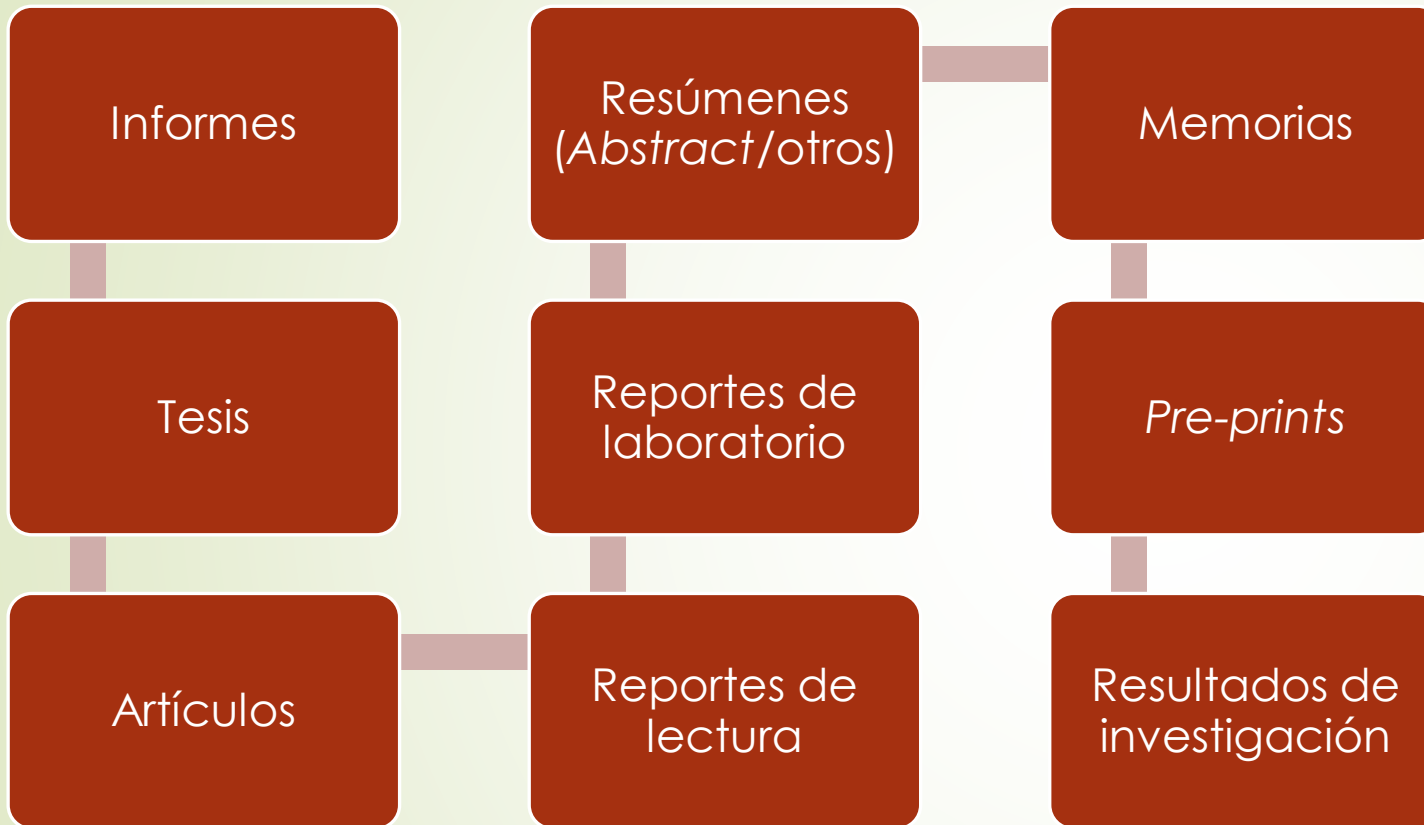 Informes
Tesis
Artículos
Reportes de
lectura
Reportes de
laboratorio
Resúmenes
(Abstract/otros)
Memorias
Pre-prints
Resultados de
investigación